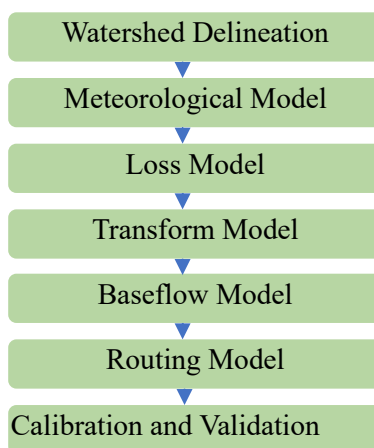 Watershed Delineation
Meteorological Model
Loss Model
Transform Model
Baseflow Model
Routing Model
Calibration and Validation